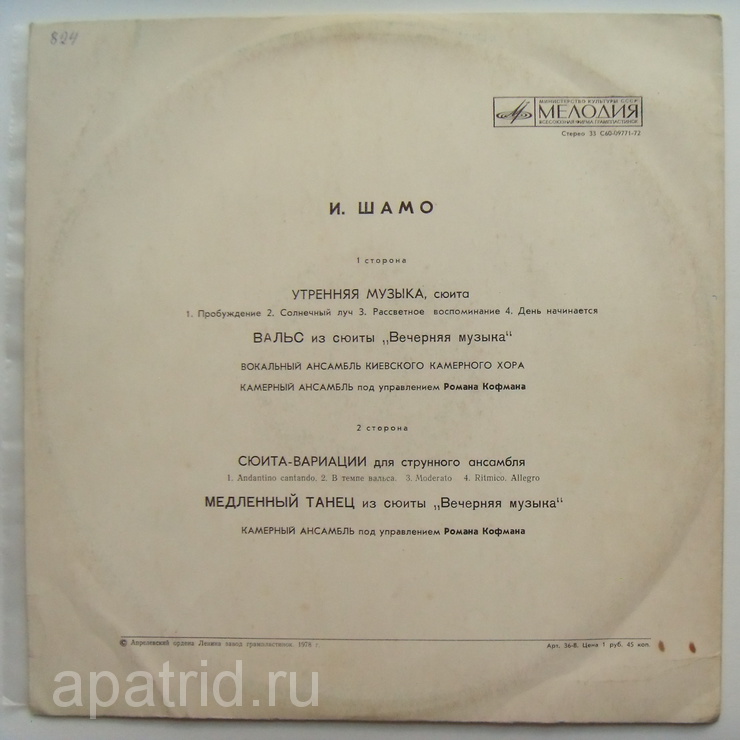 824
МИНИСТЕРСТВО КУЛЬТУРЫ СССР
МЕЛОДИЯ
ВСЕСОЮЗНАЯ ФИРМА ГРАМПЛАСТИНОК
Стерео 33 С60-09771-72
И. ШАМО
1 сторона
УТРЕННЯЯ МУЗЫКА, сюита
1. Пробуждение 2. Солнечный луч 3. Рассветное воспоминание 4. День начинается
ВАЛЬС из сюиты „Вечерняя музыка"
ВОКАЛЬНЫЙ АНСАМБЛЬ КИЕВСКОГО КАМЕРНОГО ХОРА
КАМЕРНЫЙ АНСАМБЛЬ под управлением Романа Кофмана
2 сторона
СЮИТА-ВАРИАЦИИ для струнного ансамбля
1. Andantino cantando. 2. В темпе вальса. 3. Moderato 4. Ritmico. Allegro
МЕДЛЕННЫЙ ТАНЕЦ из сюиты „Вечерняя музыка"
КАМЕРНЫЙ АНСАМБЛЬ под управлением Романа Кофмана
© Апрелевский ордена Ленина завод грампластинок. 1978 г. Арт. 36-8. Цена 1 руб. 45 коп.
apatrid.ru